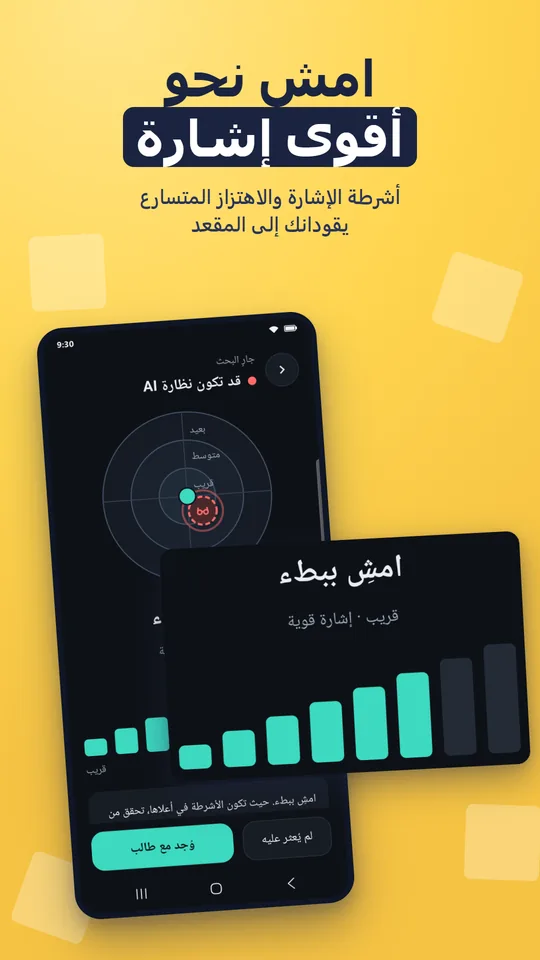 امشِ نحو
أقوى إشارة
أشرطة الإشارة والاهتزاز المتسارع
يقودانك إلى المقعد
9:30
جارٍ البحث
قد تكون نظارة AI
بعيد
متوسط
قريب
امشِ ببطء
قريب · إشارة قوية
قريب
امشِ ببطء. حيث تكون الأشرطة في أعلاها، تحقق من
لم يُعثر عليه
وُجد مع طالب